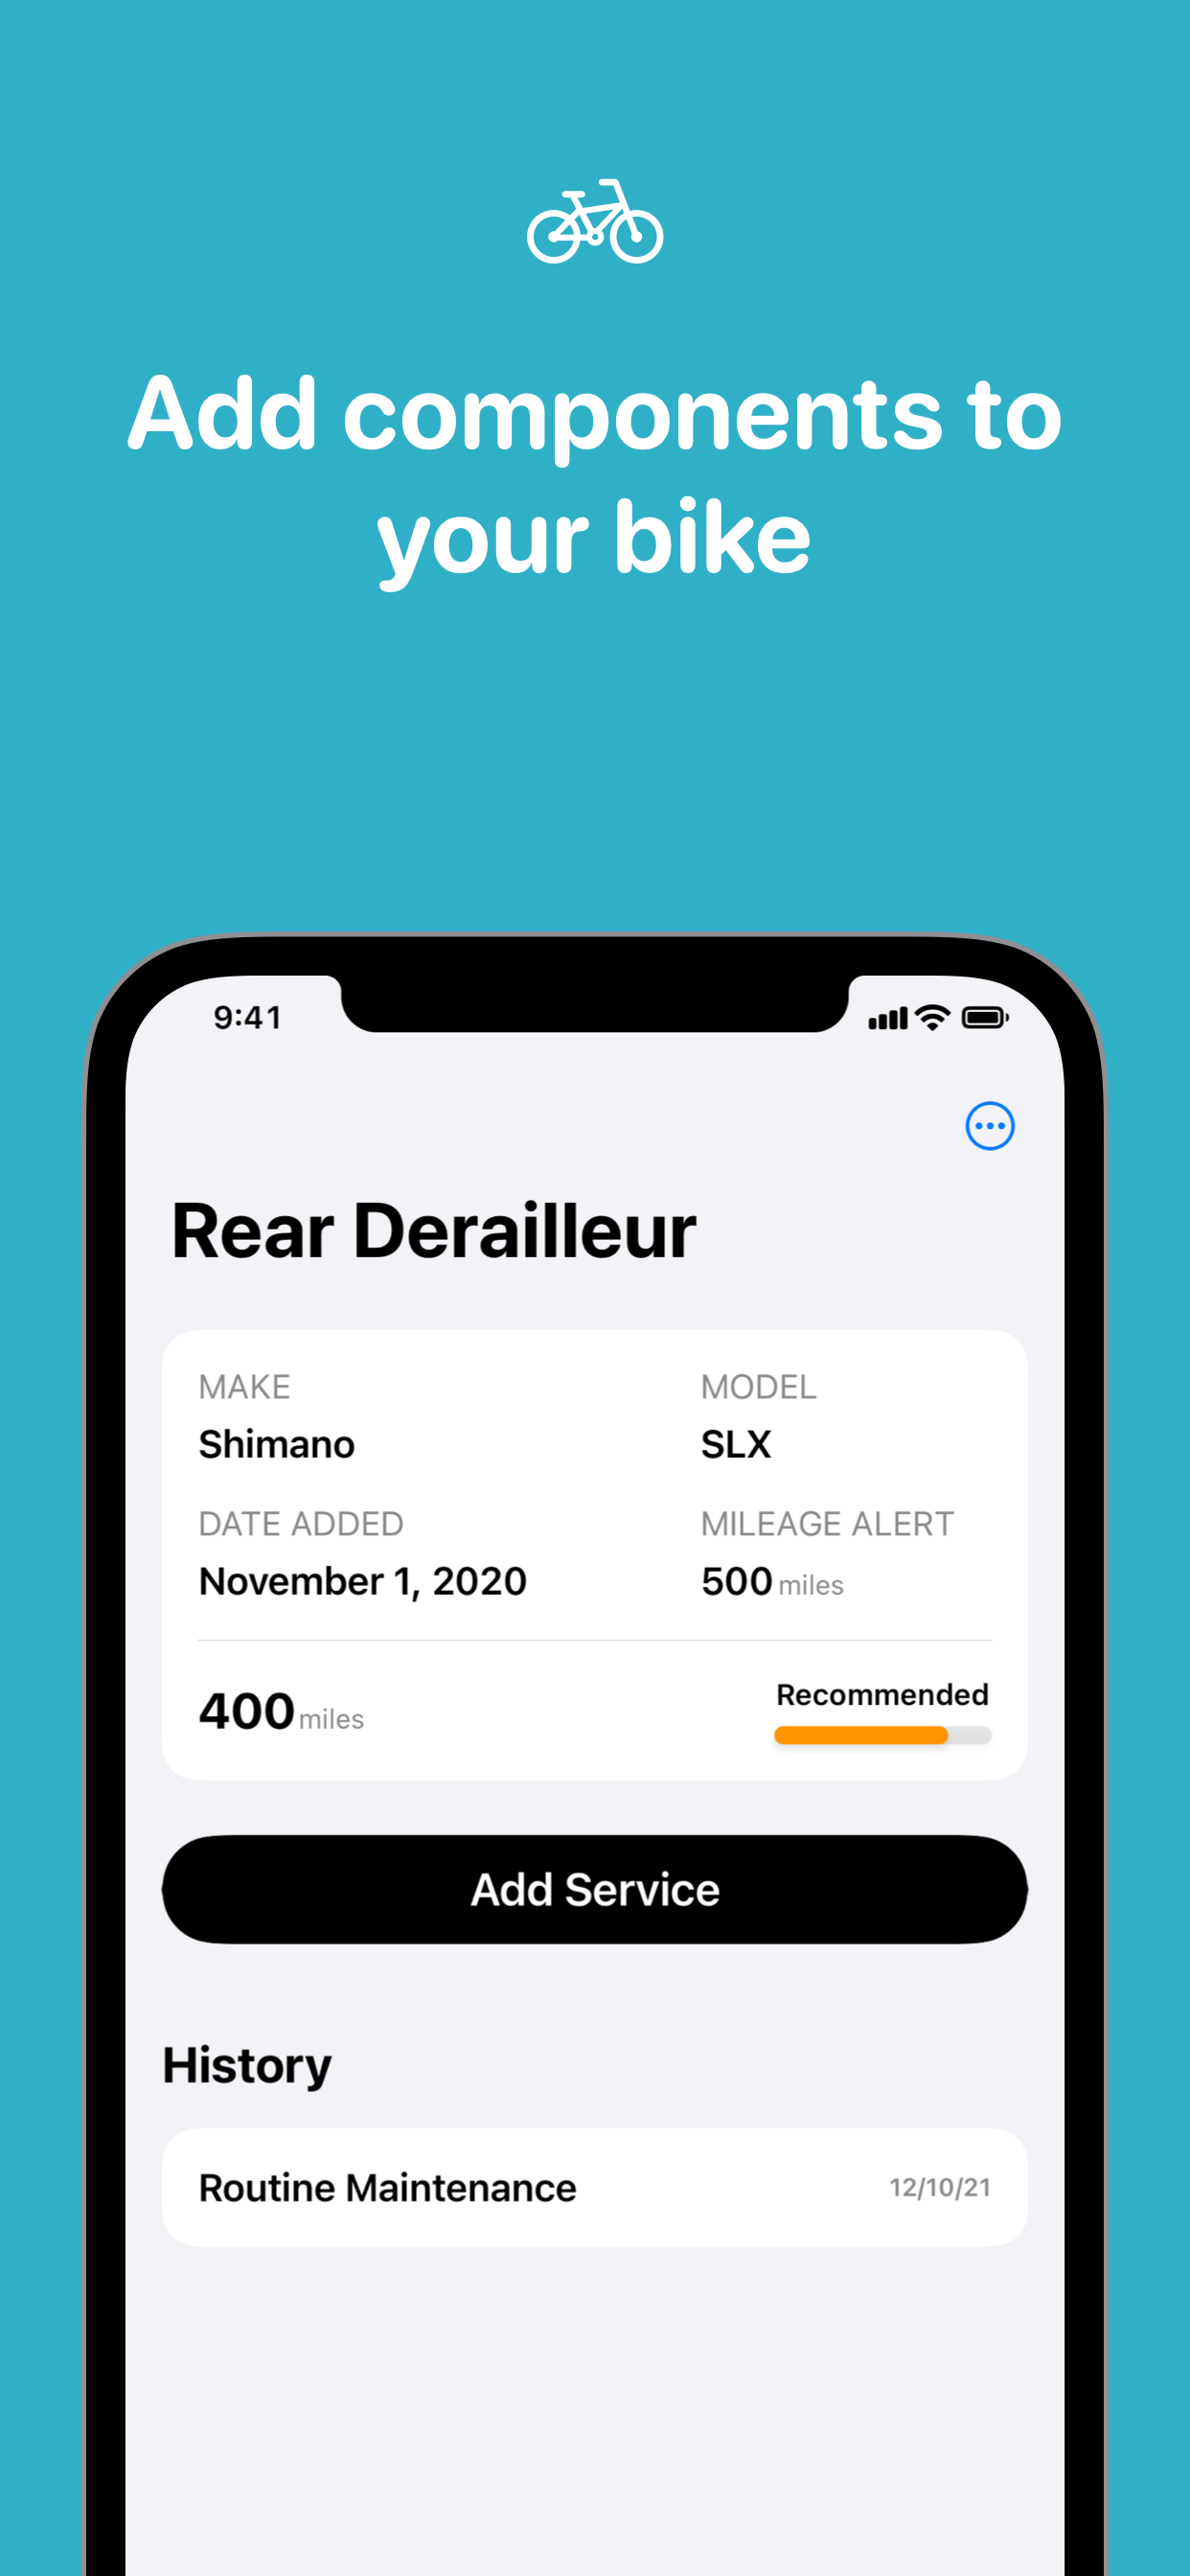 Add components to
your bike
9:41
Rear Derailleur
MAKE MODEL
Shimano SLX
DATE ADDED MILEAGE ALERT
November 1, 2020 500 miles
Recommended
400 miles
Add Service
History
Routine Maintenance 12/10/21